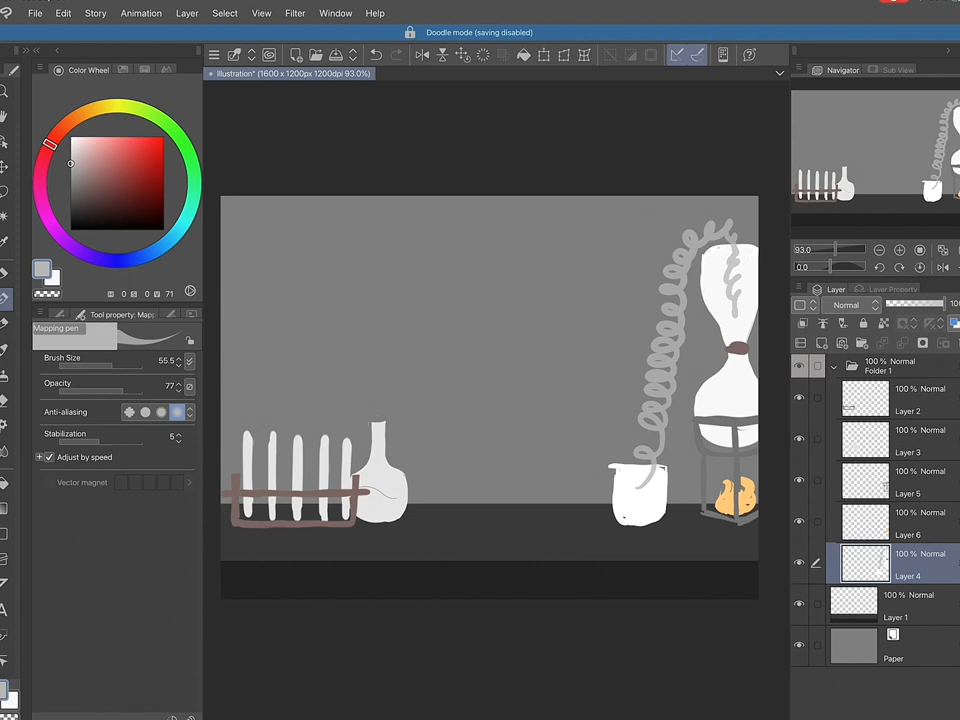 File Edit Story Animation Layer Select View Filter Window Help
Doodle mode (saving disabled)
Illustration* (1600 x 1200px 1200dpi 93.0%)
Color Wheel
H 0 S 0 V 71
Tool property: Mapp
Mapping pen
Brush Size 55.5
Opacity 77
Anti-aliasing
Stabilization 5
Adjust by speed
Vector magnet
Navigator Sub View
93.0
0.0
Layer Layer Property
Normal
100 % Normal
Folder 1
100 % Normal
Layer 2
100 % Normal
Layer 3
100 % Normal
Layer 5
100 % Normal
Layer 6
100 % Normal
Layer 4
100 % Normal
Layer 1
Paper